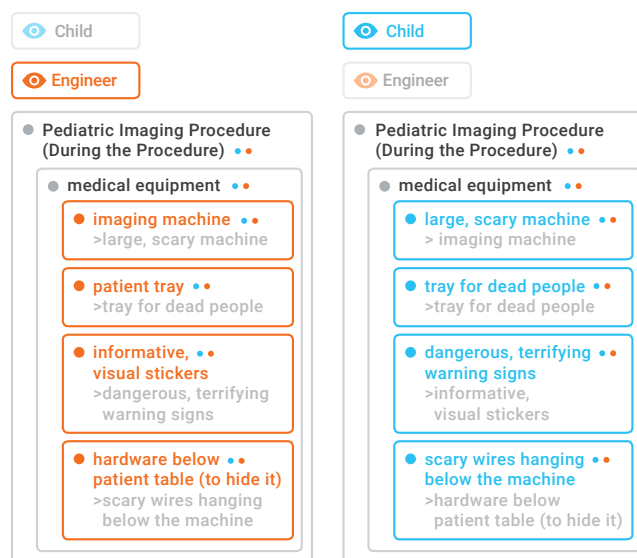 Child
Engineer
Pediatric Imaging Procedure
(During the Procedure)
medical equipment
imaging machine
>large, scary machine
patient tray
>tray for dead people
informative,
visual stickers
>dangerous, terrifying
warning signs
hardware below
patient table (to hide it)
>scary wires hanging
below the machine
Child
Engineer
Pediatric Imaging Procedure
(During the Procedure)
medical equipment
large, scary machine
> imaging machine
tray for dead people
>tray for dead people
dangerous, terrifying
warning signs
>informative,
visual stickers
scary wires hanging
below the machine
>hardware below
patient table (to hide it)